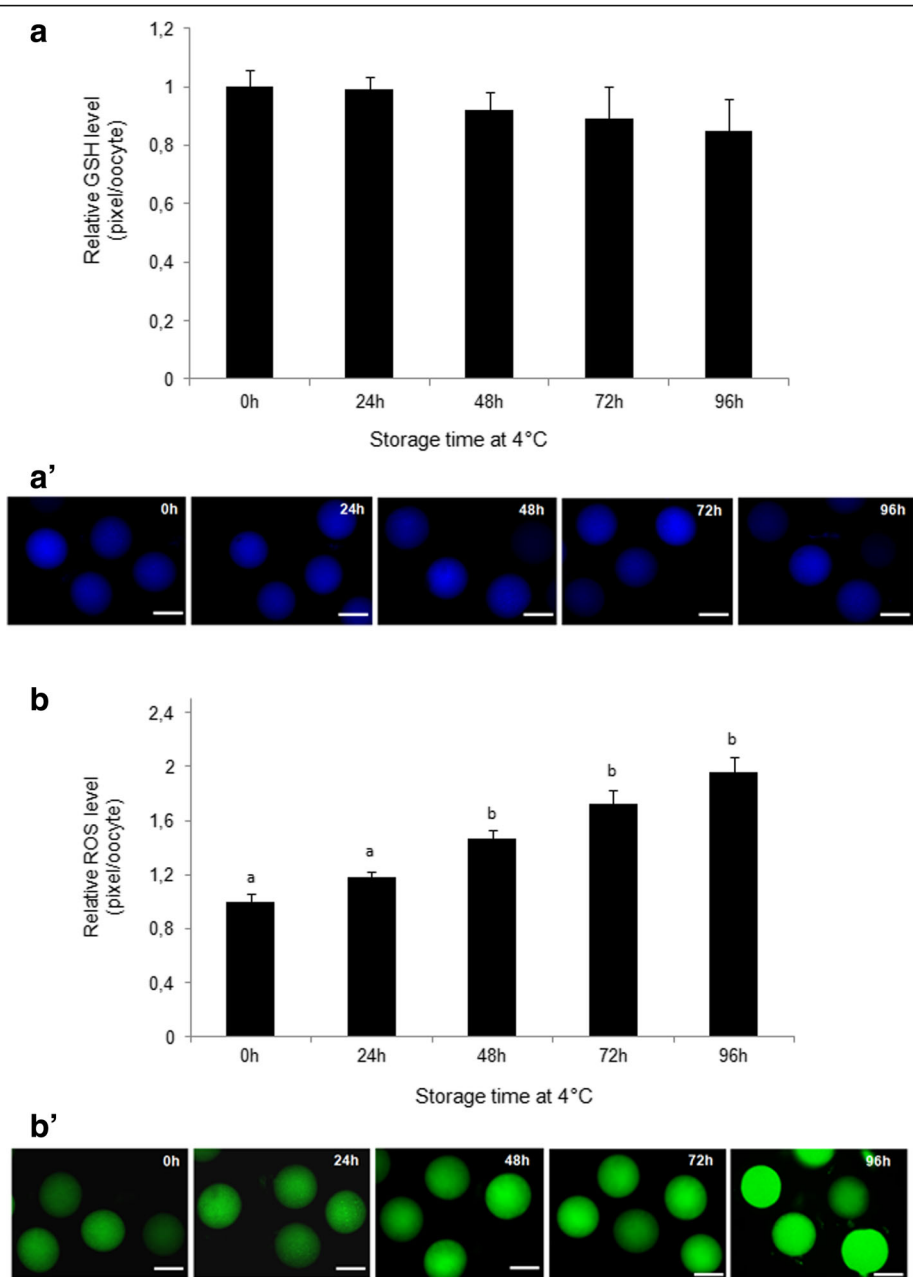 a
1,2
1
0,8
0,6
0,4
0,2
0
Relative GSH level
(pixel/oocyte)
0h 24h 48h 72h 96h
Storage time at 4°C
a’
0h 24h 48h 72h 96h
b
2,4
2
1,6
1,2
0,8
0,4
0
Relative ROS level
(pixel/oocyte)
a a b b b
0h 24h 48h 72h 96h
Storage time at 4°C
b’
0h 24h 48h 72h 96h